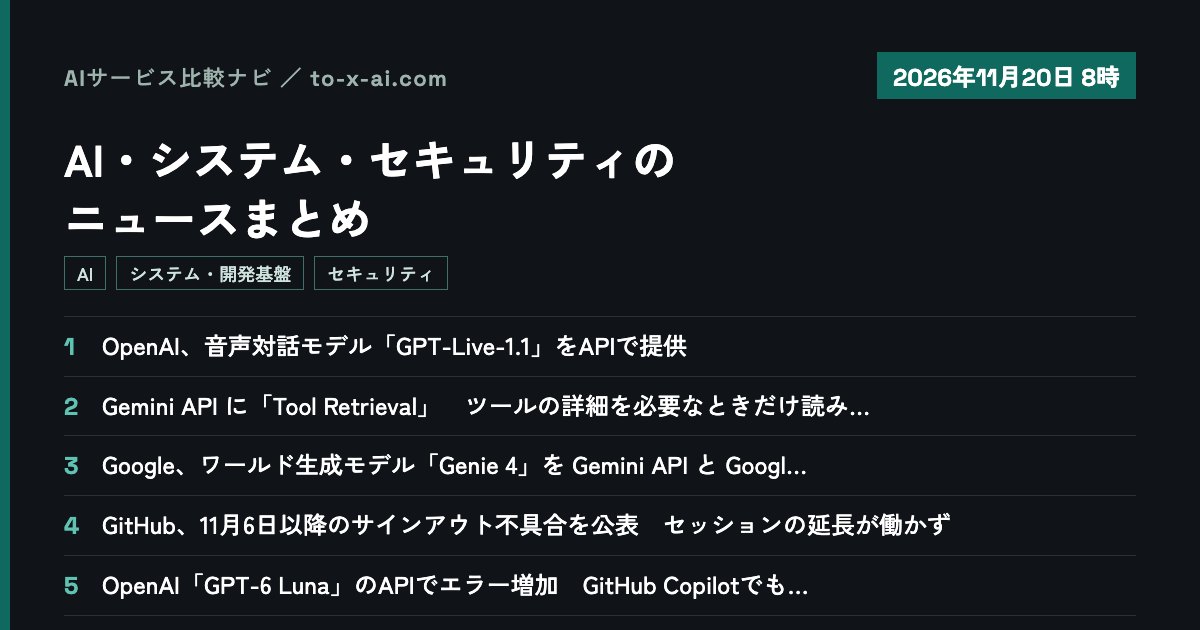 AIサービス比較ナビ ／ to-x-ai.com
2026年11月20日 8時
AI・システム・セキュリティの
ニュースまとめ
AI
システム・開発基盤
セキュリティ
1 OpenAI、音声対話モデル「GPT-Live-1.1」をAPIで提供
2 Gemini API に「Tool Retrieval」　ツールの詳細を必要なときだけ読み…
3 Google、ワールド生成モデル「Genie 4」を Gemini API と Googl…
4 GitHub、11月6日以降のサインアウト不具合を公表　セッションの延長が働かず
5 OpenAI「GPT-6 Luna」のAPIでエラー増加　GitHub Copilotでも…